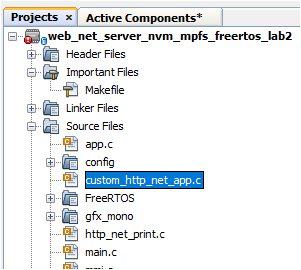 Projects × Active Components*
web_net_server_nvm_mpfs_freertos_lab2
Header Files
Important Files
Makefile
Linker Files
Source Files
app.c
config
custom_http_net_app.c
FreeRTOS
gfx_mono
http_net_print.c
main.c